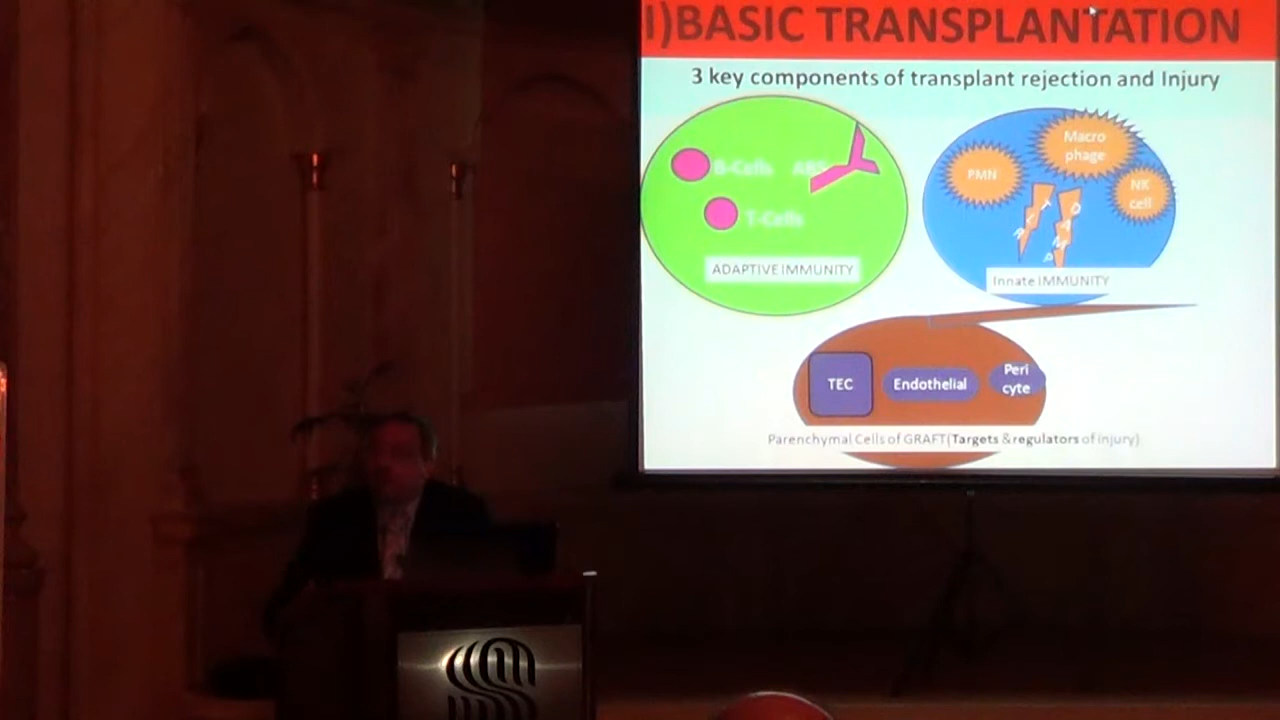 I)BASIC TRANSPLANTATION
3 key components of transplant rejection and Injury
B-Cells ABS
T-Cells
ADAPTIVE IMMUNITY
Macro
phage
PMN
NK
cell
Innate IMMUNITY
TEC
Endothelial
Peri
cyte
Parenchymal Cells of GRAFT(Targets & regulators of injury)